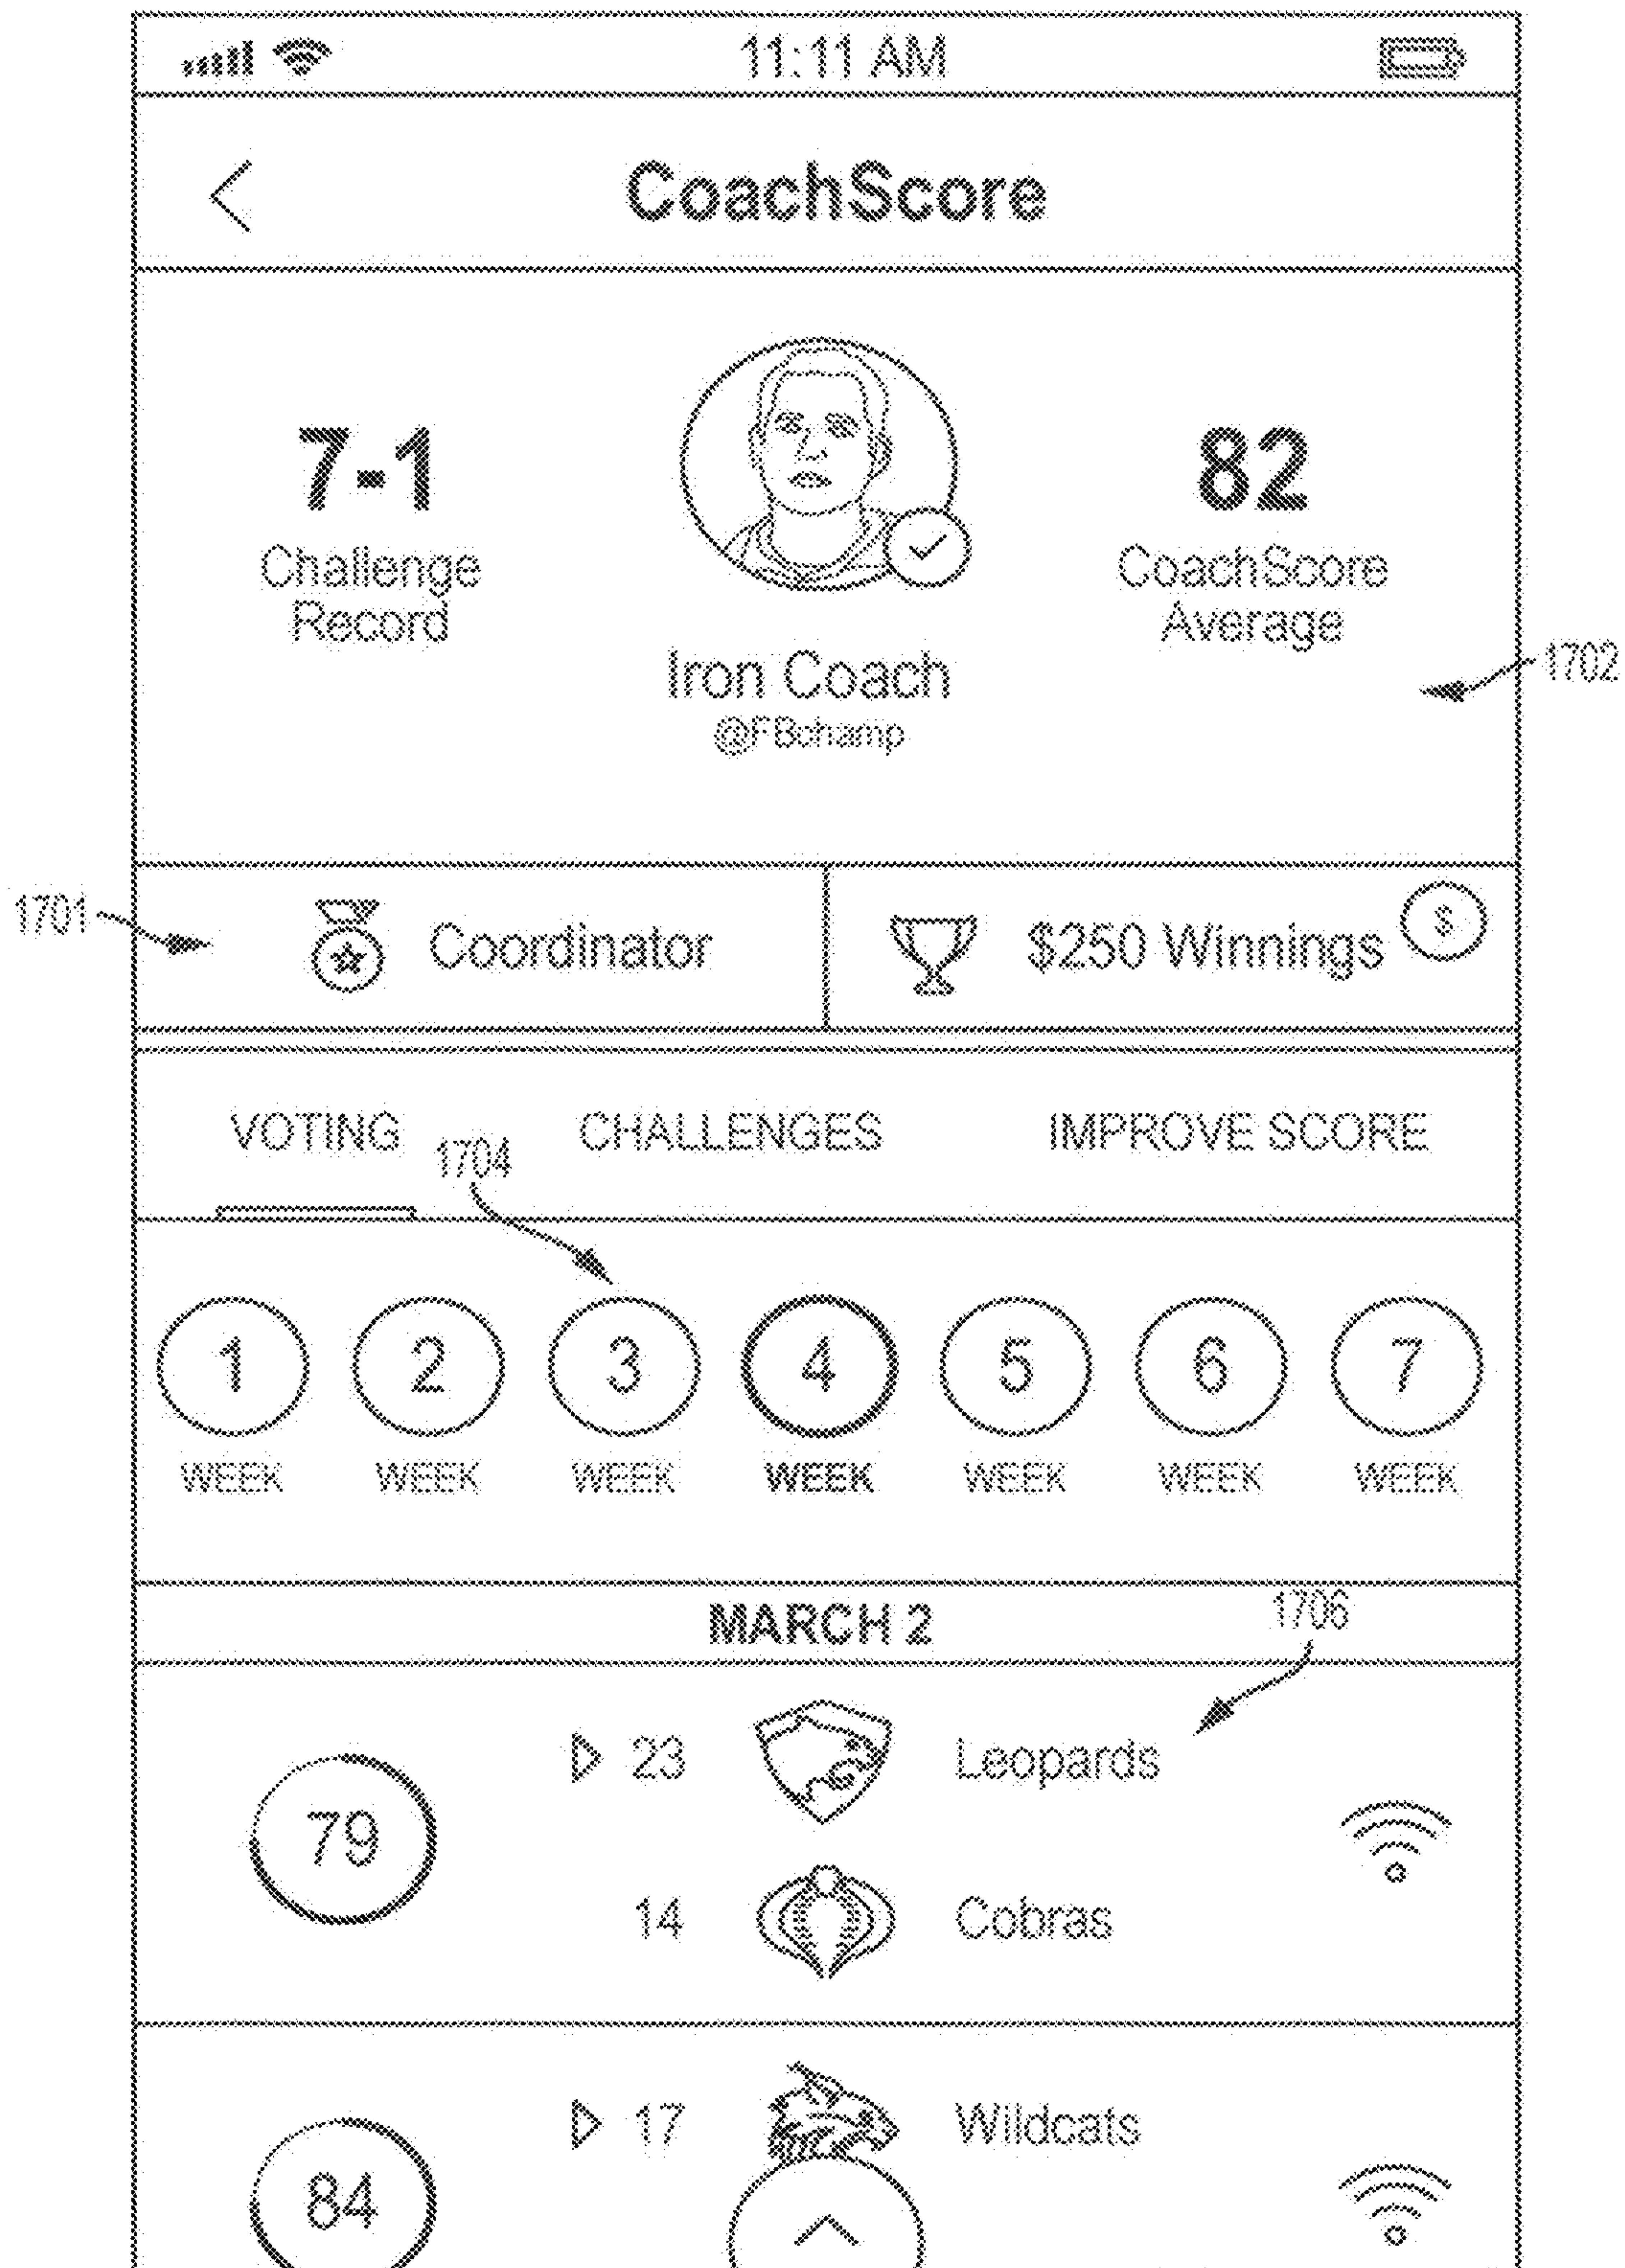 11:11 AM
CoachScore
7-1
Challenge
Record
82
CoachScore
Average
Iron Coach
@FBchamp
1702
1701
Coordinator
$250 Winnings
$
VOTING
CHALLENGES
IMPROVE SCORE
1704
1 2 3 4 5 6 7
WEEK WEEK WEEK WEEK WEEK WEEK WEEK
MARCH 2
1706
79
23 Leopards
14 Cobras
84
17 Wildcats